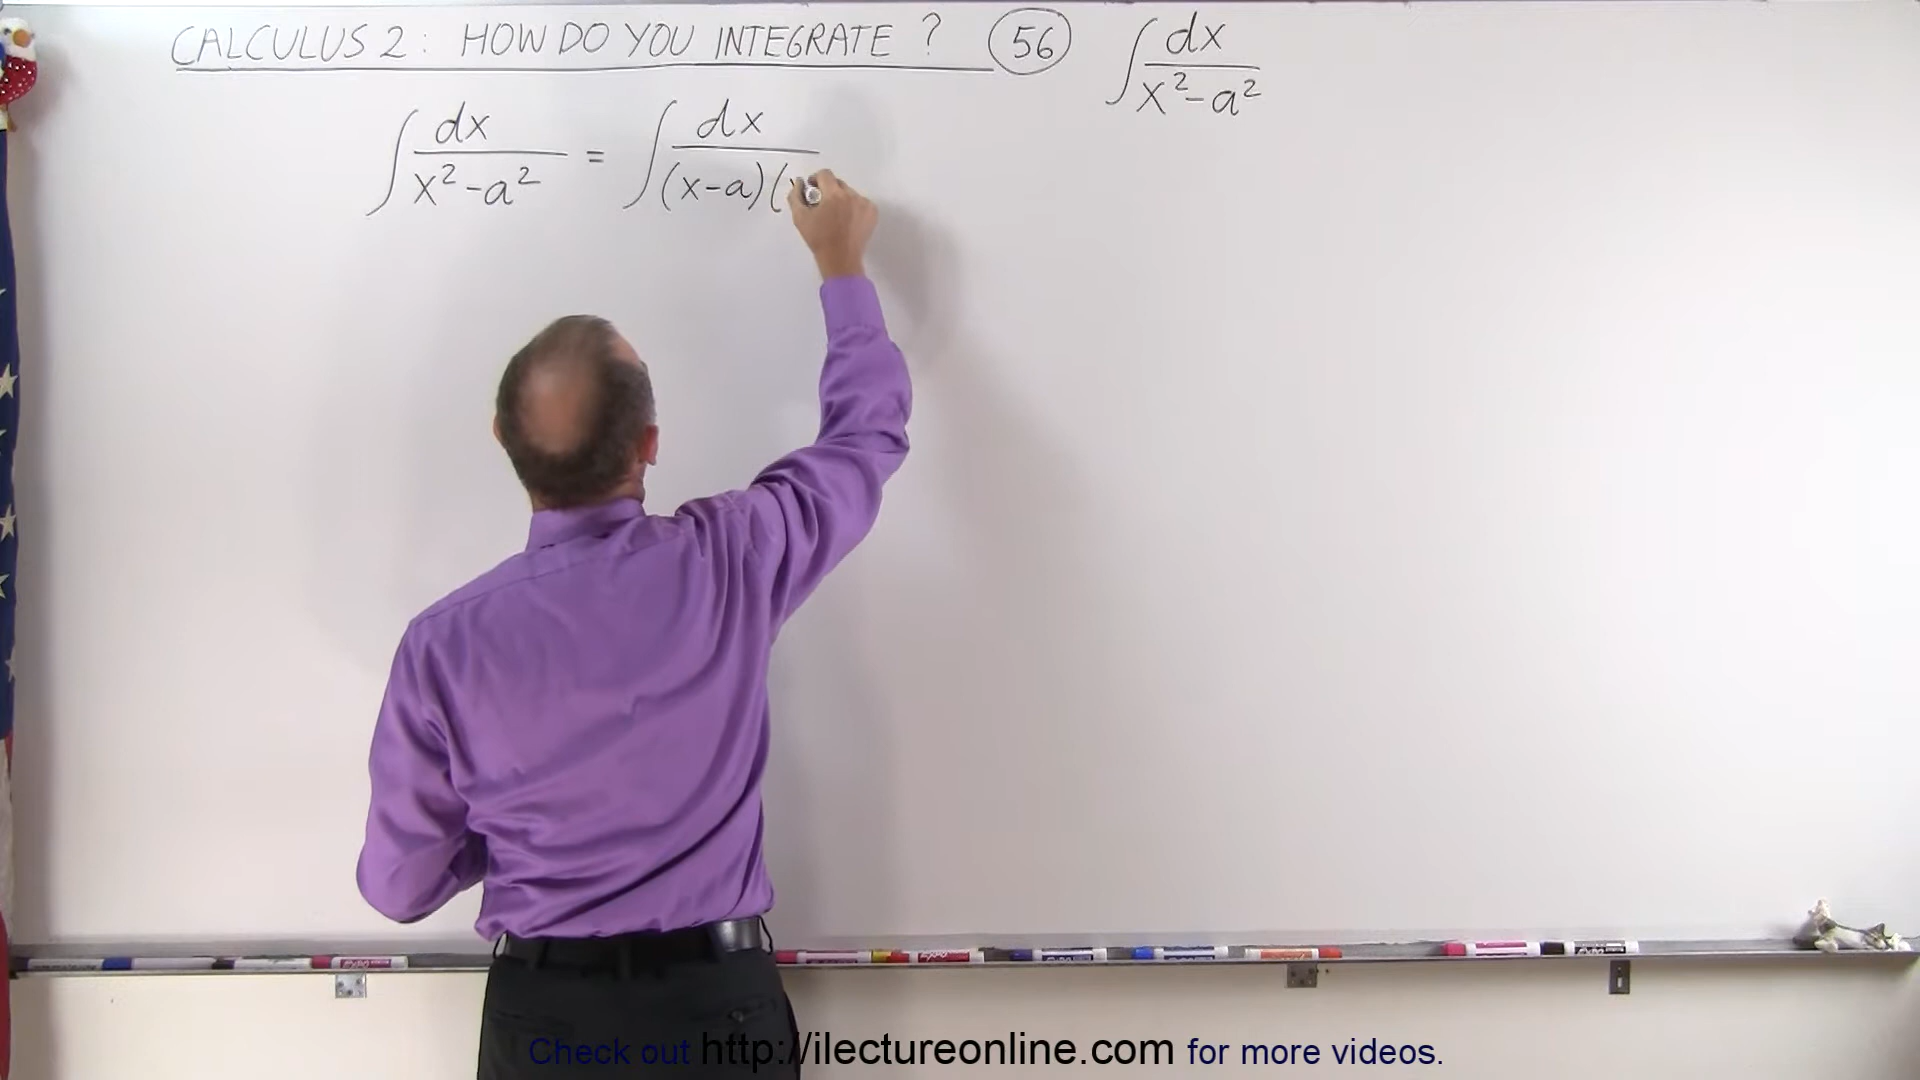 CALCULUS 2: HOW DO YOU INTEGRATE? 56 ∫ dx / (x² - a²)
∫ dx / (x² - a²) = ∫ dx / (x-a)(
EXPO
Check out http://ilectureonline.com for more videos.